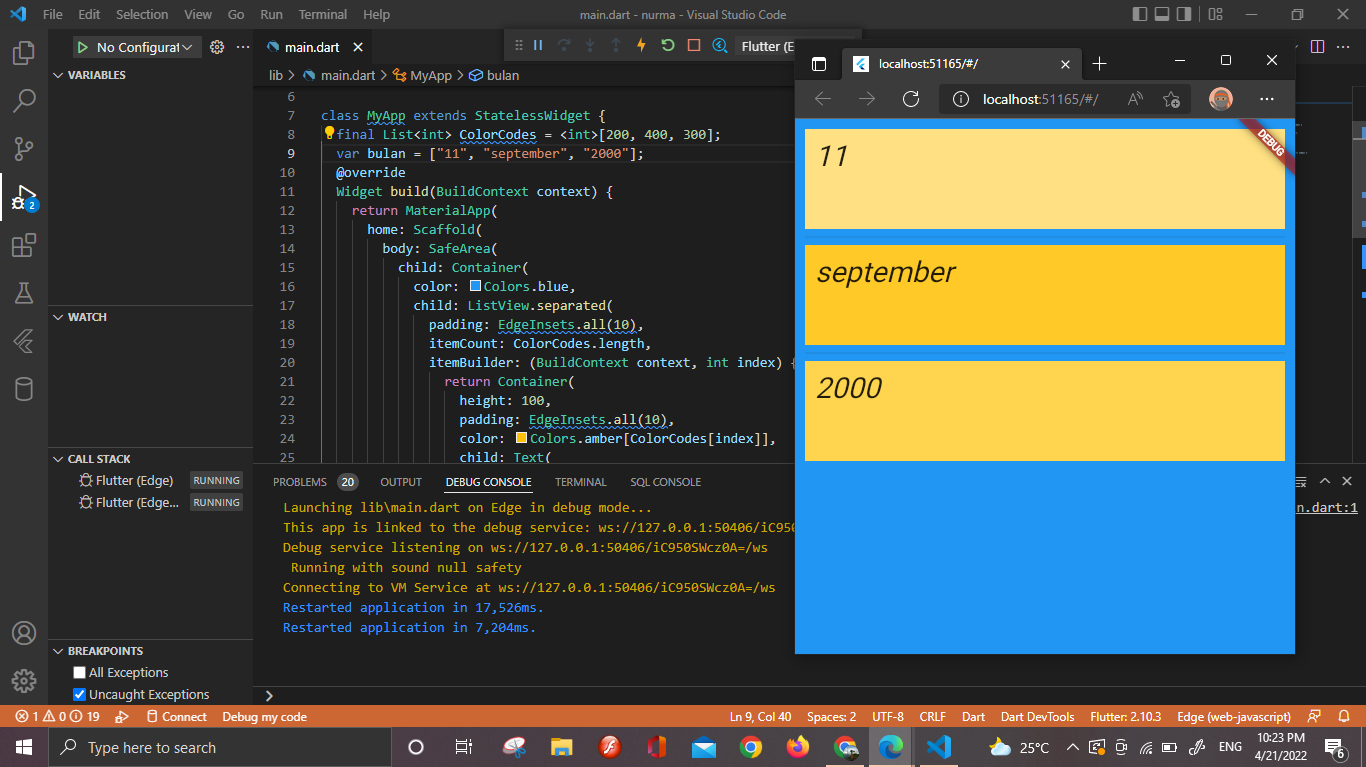 File Edit Selection View Go Run Terminal Help
main.dart - nurma - Visual Studio Code
No Configurat
main.dart
Flutter (E
VARIABLES
lib > main.dart > MyApp > bulan
6
7 class MyApp extends StatelessWidget {
8 final List<int> ColorCodes = <int>[200, 400, 300];
9 var bulan = ["11", "september", "2000"];
10 @override
11 Widget build(BuildContext context) {
12 return MaterialApp(
13 home: Scaffold(
14 body: SafeArea(
15 child: Container(
16 color: Colors.blue,
17 child: ListView.separated(
18 padding: EdgeInsets.all(10),
19 itemCount: ColorCodes.length,
20 itemBuilder: (BuildContext context, int index) {
21 return Container(
22 height: 100,
23 padding: EdgeInsets.all(10),
24 color: Colors.amber[ColorCodes[index]],
25 child: Text(
localhost:51165/#/
localhost:51165/#/
DEBUG
11
september
2000
2
WATCH
CALL STACK
Flutter (Edge) RUNNING
Flutter (Edge... RUNNING
BREAKPOINTS
All Exceptions
Uncaught Exceptions
PROBLEMS 20 OUTPUT DEBUG CONSOLE TERMINAL SQL CONSOLE
Launching lib\main.dart on Edge in debug mode...
n.dart:1
This app is linked to the debug service: ws://127.0.0.1:50406/iC950
Debug service listening on ws://127.0.0.1:50406/iC950SWcz0A=/ws
Running with sound null safety
Connecting to VM Service at ws://127.0.0.1:50406/iC950SWcz0A=/ws
Restarted application in 17,526ms.
Restarted application in 7,204ms.
1 0 19 Connect Debug my code
Ln 9, Col 40 Spaces: 2 UTF-8 CRLF Dart Dart DevTools Flutter: 2.10.3 Edge (web-javascript)
Type here to search
25°C ENG
10:23 PM
4/21/2022
6